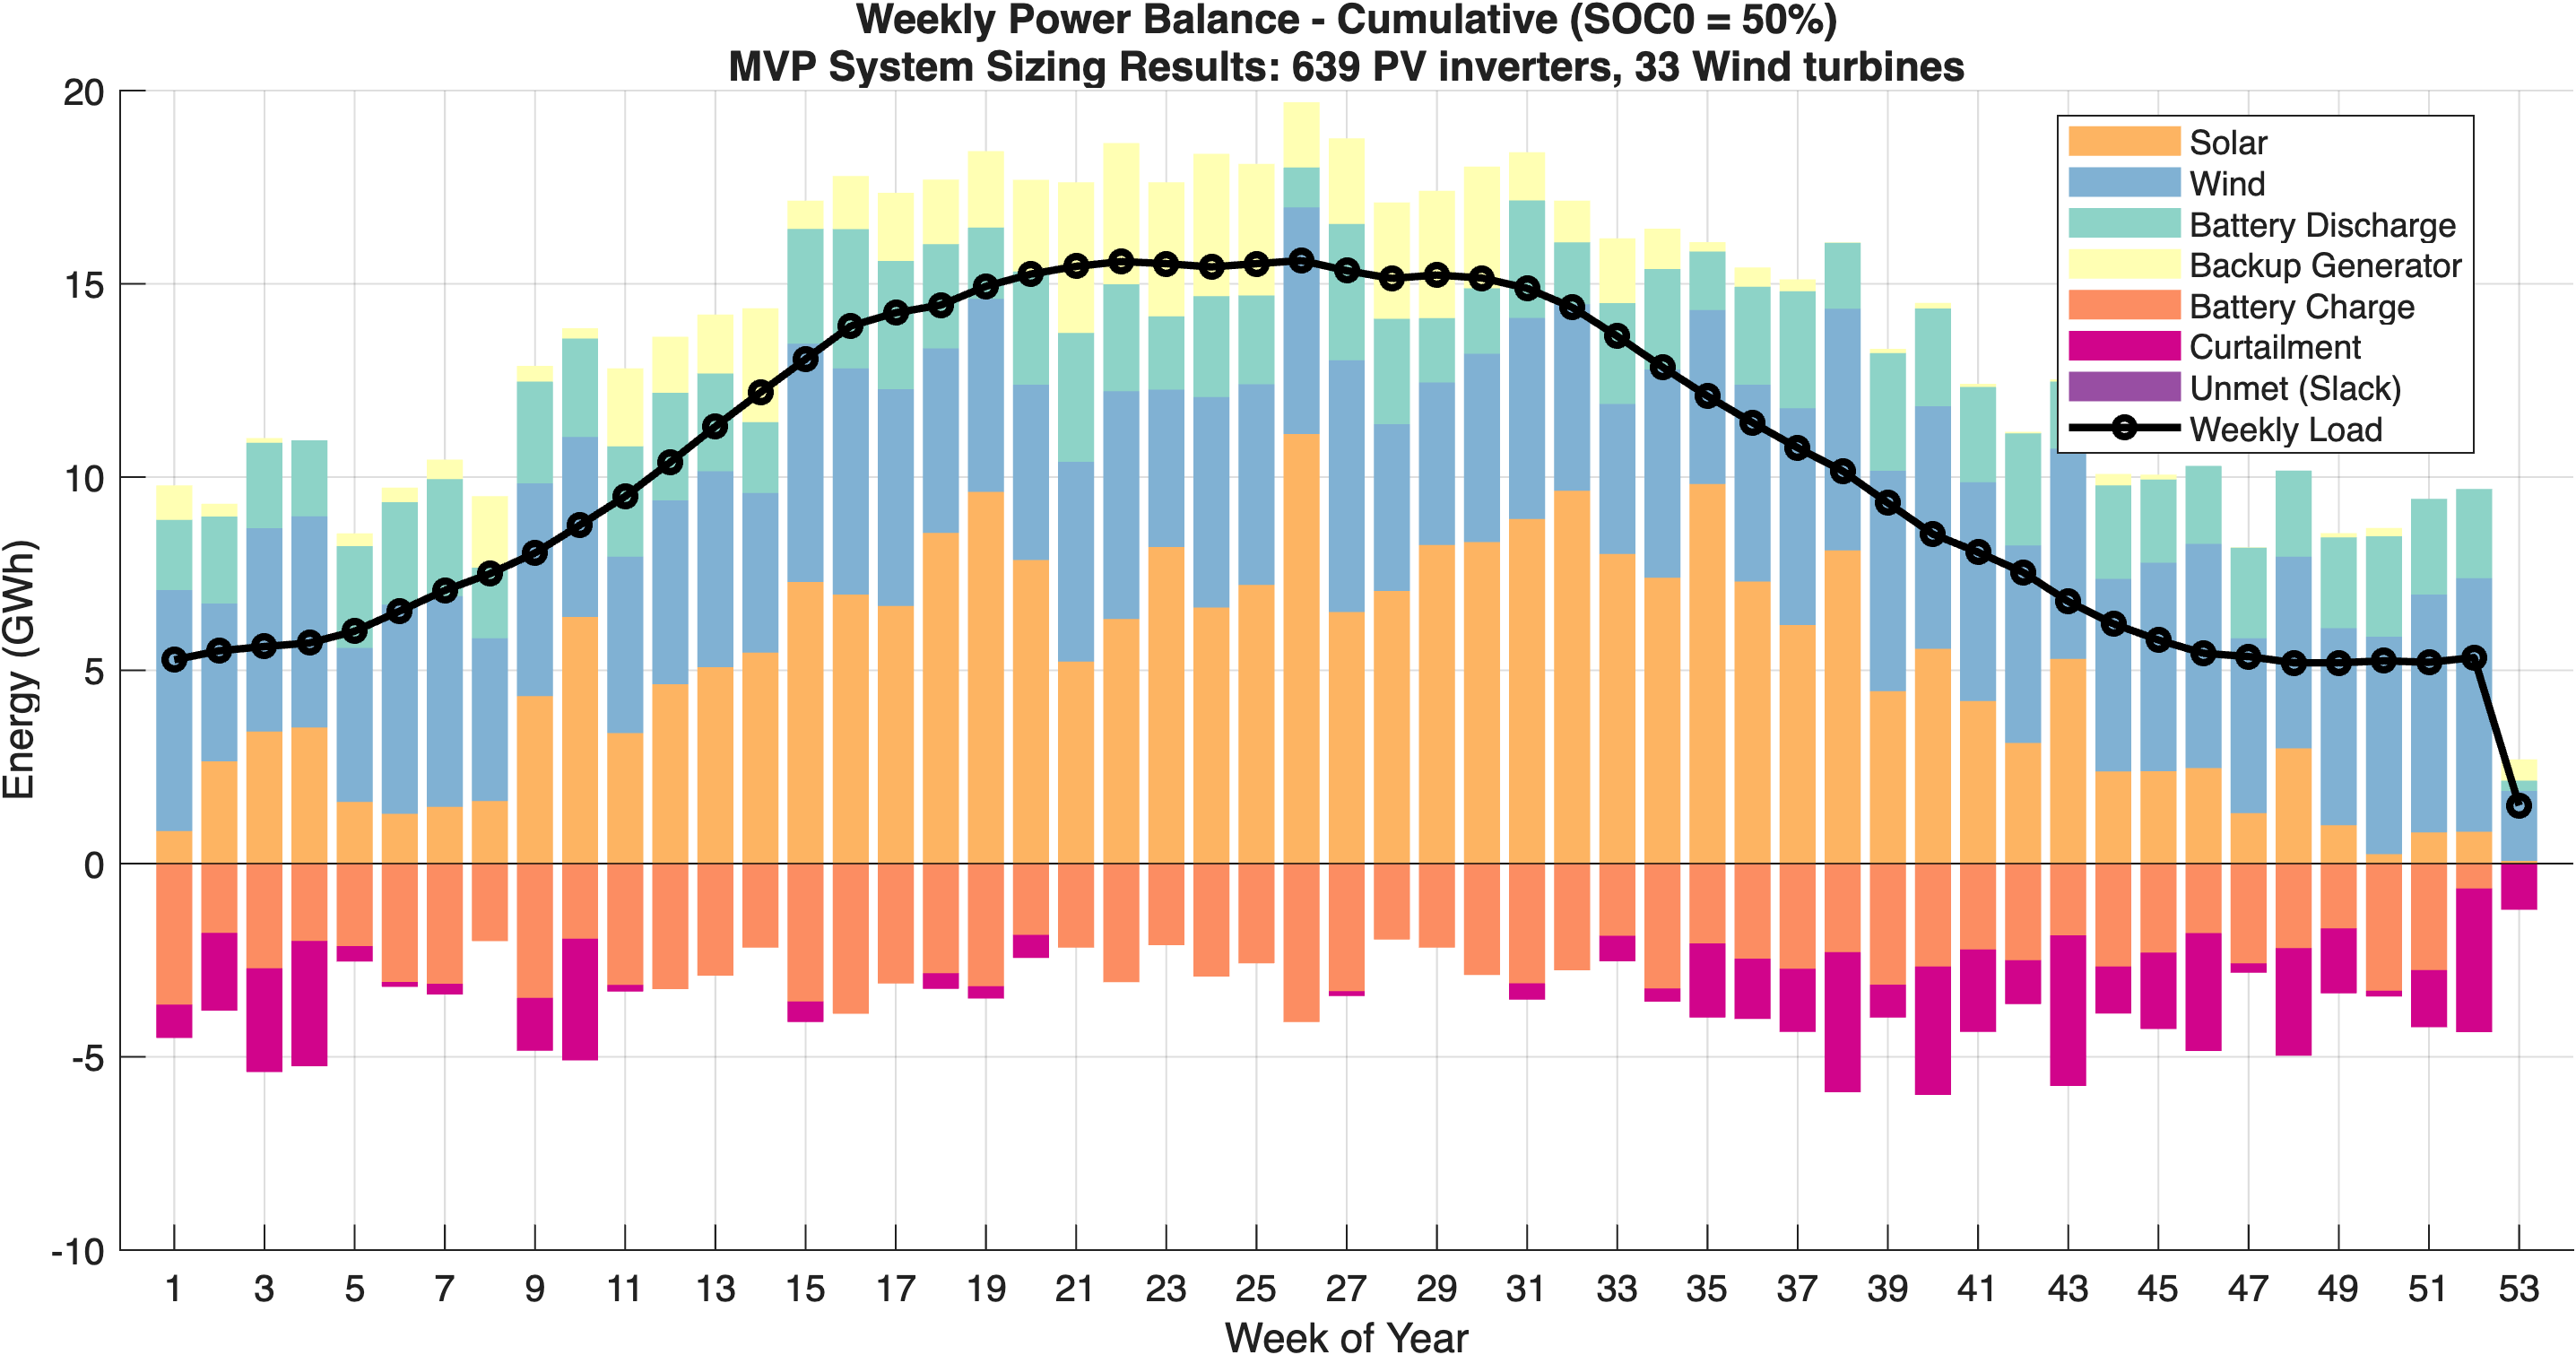 Weekly Power Balance - Cumulative (SOC0 = 50%)
MVP System Sizing Results: 639 PV inverters, 33 Wind turbines
20
15
10
5
0
-5
-10
Energy (GWh)
Solar
Wind
Battery Discharge
Backup Generator
Battery Charge
Curtailment
Unmet (Slack)
Weekly Load
1 3 5 7 9 11 13 15 17 19 21 23 25 27 29 31 33 35 37 39 41 43 45 47 49 51 53
Week of Year